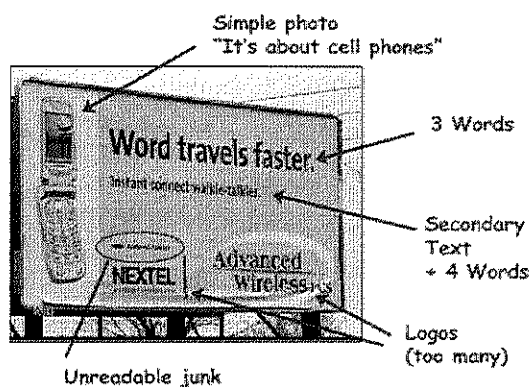 Simple photo
"It's about cell phones"
Word travels faster.
3 Words
Instant connect walkie-talkies.
Secondary
Text
+ 4 Words
NEXTEL
Advanced
Wireless
Logos
(too many)
Unreadable junk